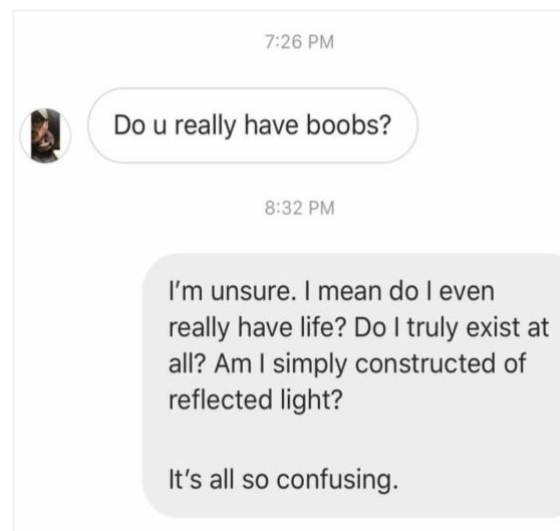 7:26 PM
Do u really have boobs?
8:32 PM
I'm unsure. I mean do I even
really have life? Do I truly exist at
all? Am I simply constructed of
reflected light?
It's all so confusing.